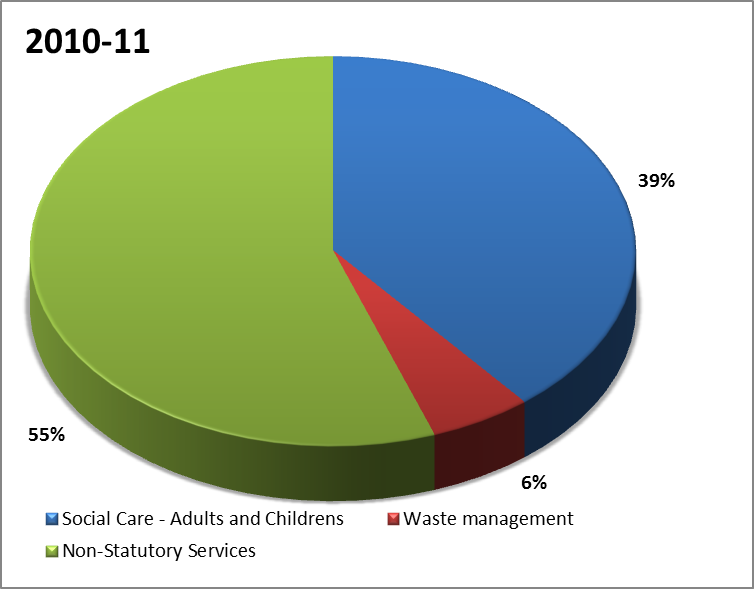 2010-11
39%
55%
6%
Social Care - Adults and Childrens Waste management
Non-Statutory Services